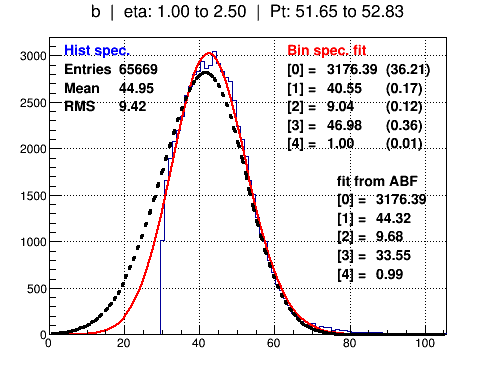 b | eta: 1.00 to 2.50 | Pt: 51.65 to 52.83
Hist spec.
Entries 65669
Mean 44.95
RMS 9.42
Bin spec. fit
[0] = 3176.39 (36.21)
[1] = 40.55 (0.17)
[2] = 9.04 (0.12)
[3] = 46.98 (0.36)
[4] = 1.00 (0.01)
fit from ABF
[0] = 3176.39
[1] = 44.32
[2] = 9.68
[3] = 33.55
[4] = 0.99
3000
2500
2000
1500
1000
500
0
0 20 40 60 80 100